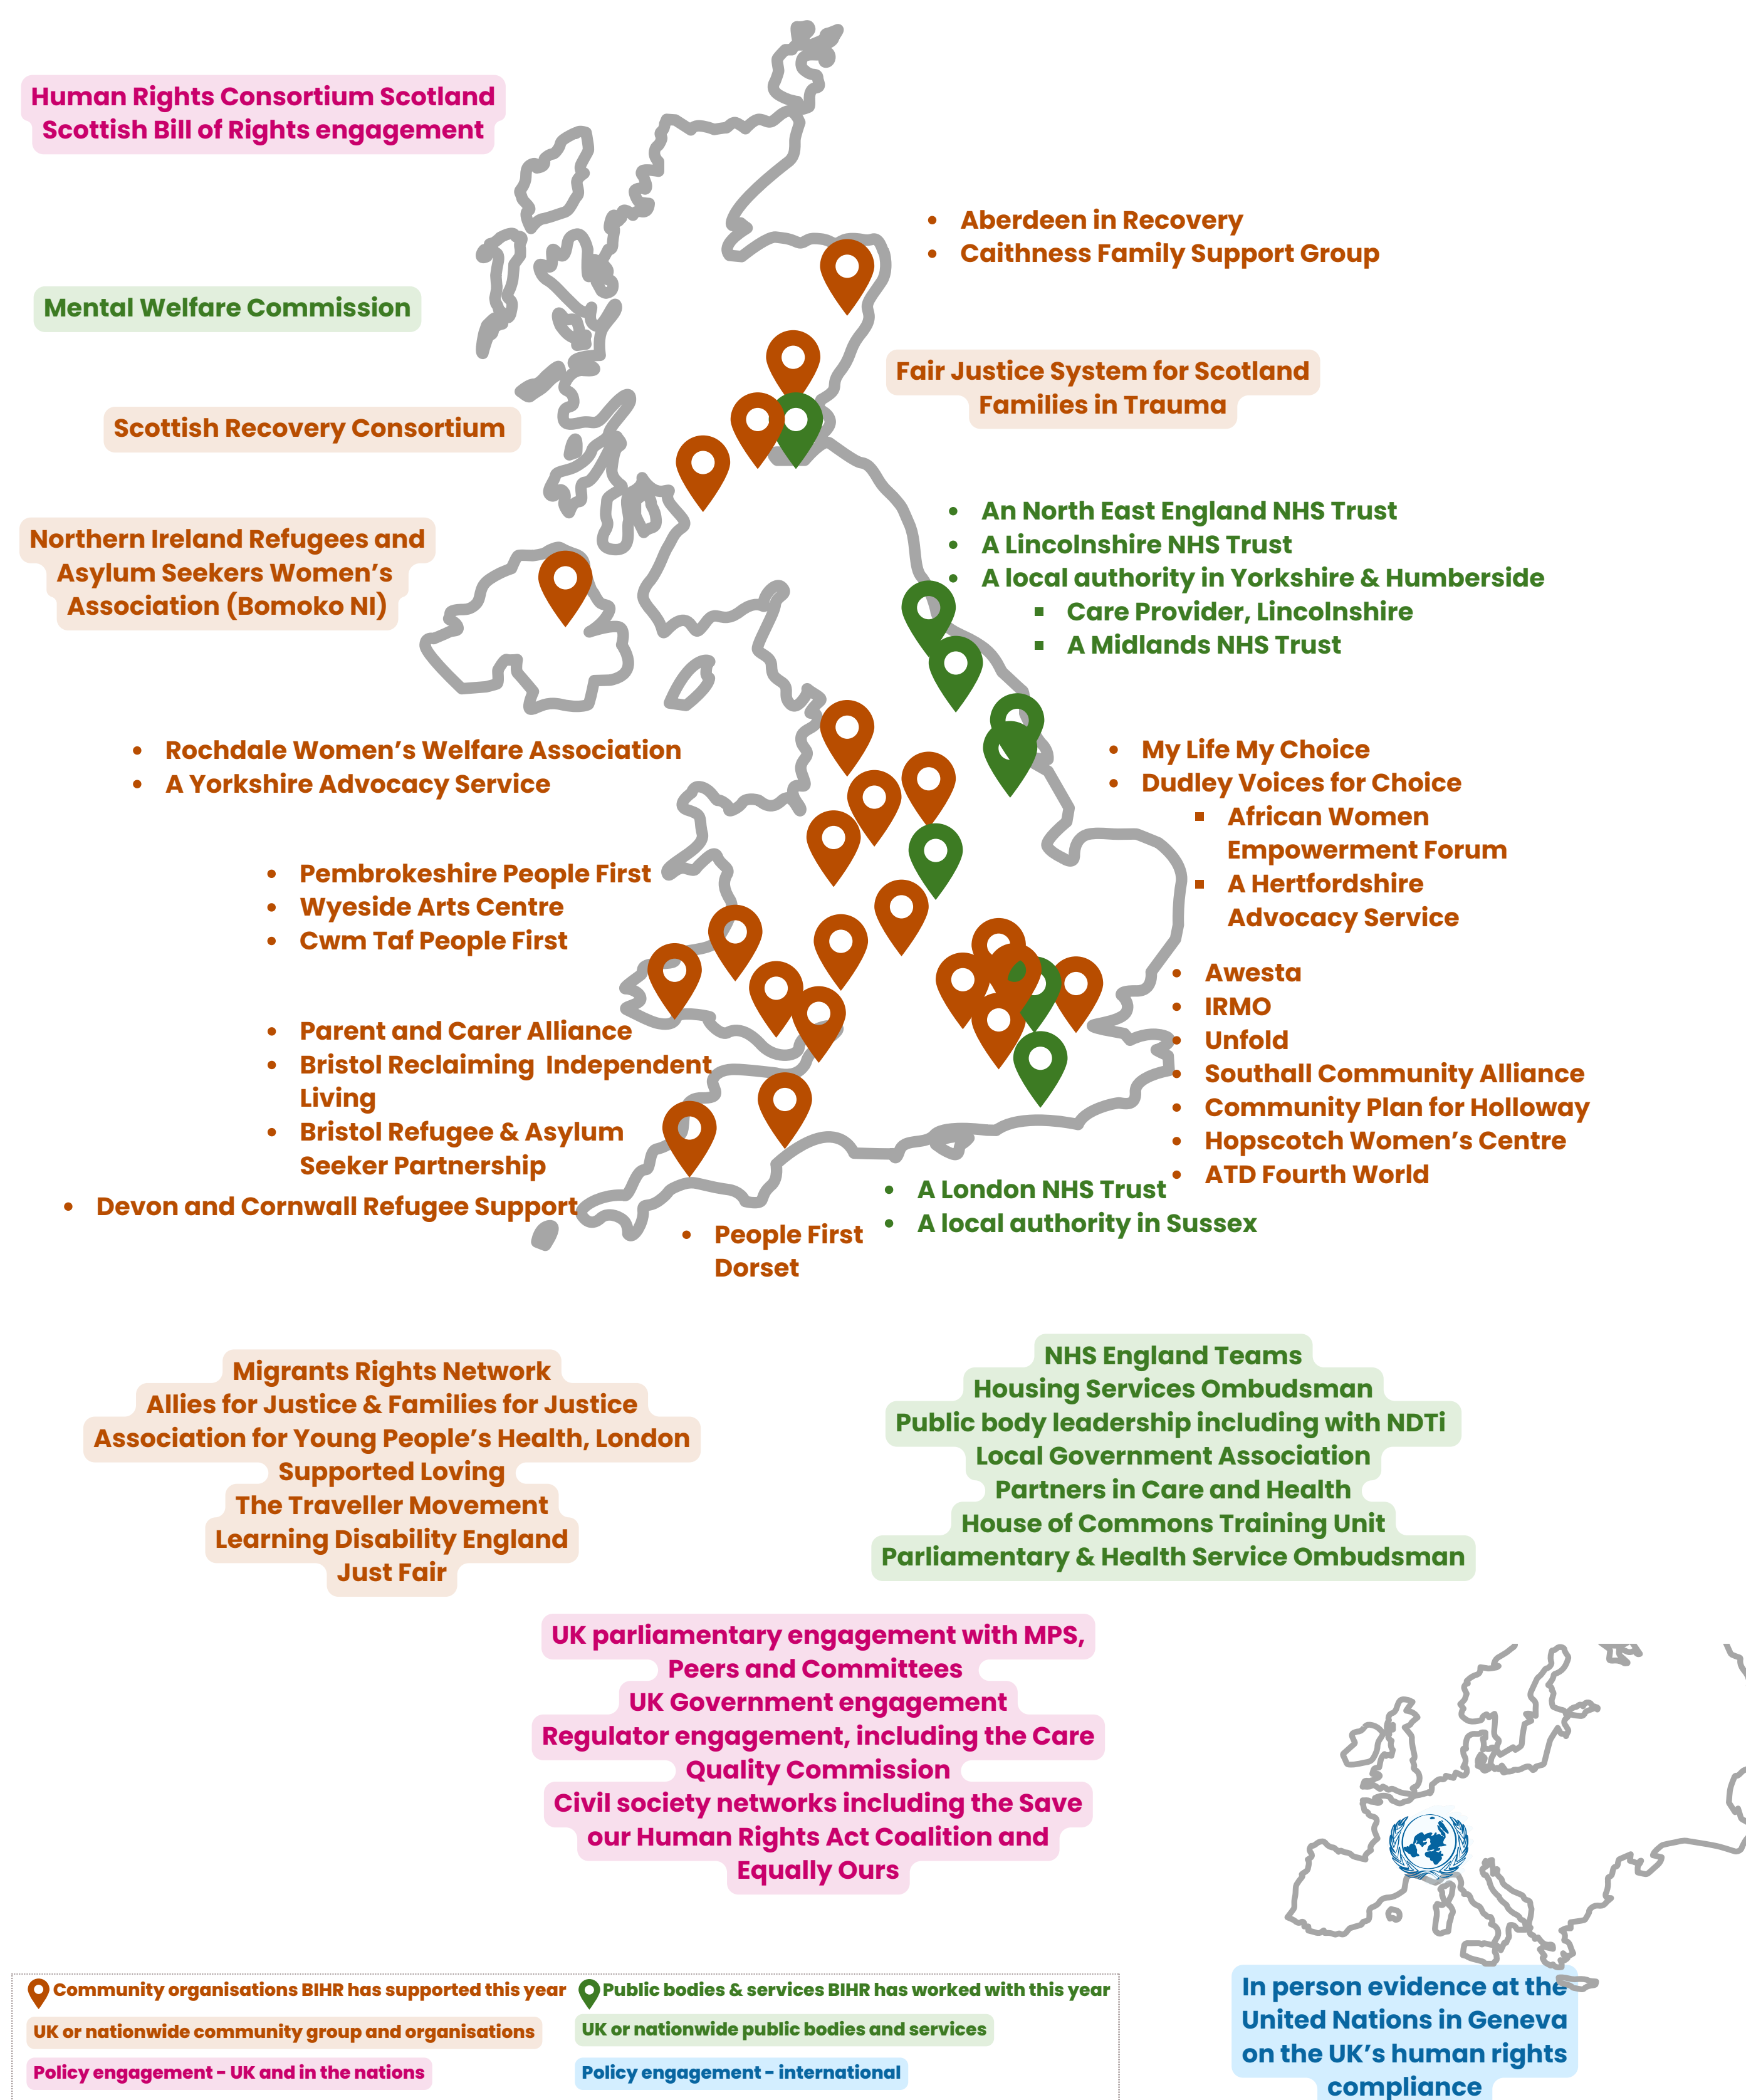 Human Rights Consortium Scotland
Scottish Bill of Rights engagement
• Aberdeen in Recovery
• Caithness Family Support Group
Mental Welfare Commission
Fair Justice System for Scotland
Families in Trauma
Scottish Recovery Consortium
Northern Ireland Refugees and
Asylum Seekers Women's
Association (Bomoko NI)
• An North East England NHS Trust
• A Lincolnshire NHS Trust
• A local authority in Yorkshire & Humberside
▪ Care Provider, Lincolnshire
▪ A Midlands NHS Trust
• Rochdale Women's Welfare Association
• A Yorkshire Advocacy Service
• My Life My Choice
• Dudley Voices for Choice
▪ African Women
Empowerment Forum
▪ A Hertfordshire
Advocacy Service
• Pembrokeshire People First
• Wyeside Arts Centre
• Cwm Taf People First
• Awesta
• IRMO
• Unfold
• Southall Community Alliance
• Community Plan for Holloway
• Hopscotch Women's Centre
• ATD Fourth World
• Parent and Carer Alliance
• Bristol Reclaiming Independent
Living
• Bristol Refugee & Asylum
Seeker Partnership
• Devon and Cornwall Refugee Support
• People First
Dorset
• A London NHS Trust
• A local authority in Sussex
Migrants Rights Network
Allies for Justice & Families for Justice
Association for Young People's Health, London
Supported Loving
The Traveller Movement
Learning Disability England
Just Fair
NHS England Teams
Housing Services Ombudsman
Public body leadership including with NDTi
Local Government Association
Partners in Care and Health
House of Commons Training Unit
Parliamentary & Health Service Ombudsman
UK parliamentary engagement with MPS,
Peers and Committees
UK Government engagement
Regulator engagement, including the Care
Quality Commission
Civil society networks including the Save
our Human Rights Act Coalition and
Equally Ours
In person evidence at the
United Nations in Geneva
on the UK's human rights
compliance
Community organisations BIHR has supported this year
Public bodies & services BIHR has worked with this year
UK or nationwide community group and organisations
UK or nationwide public bodies and services
Policy engagement - UK and in the nations
Policy engagement - international